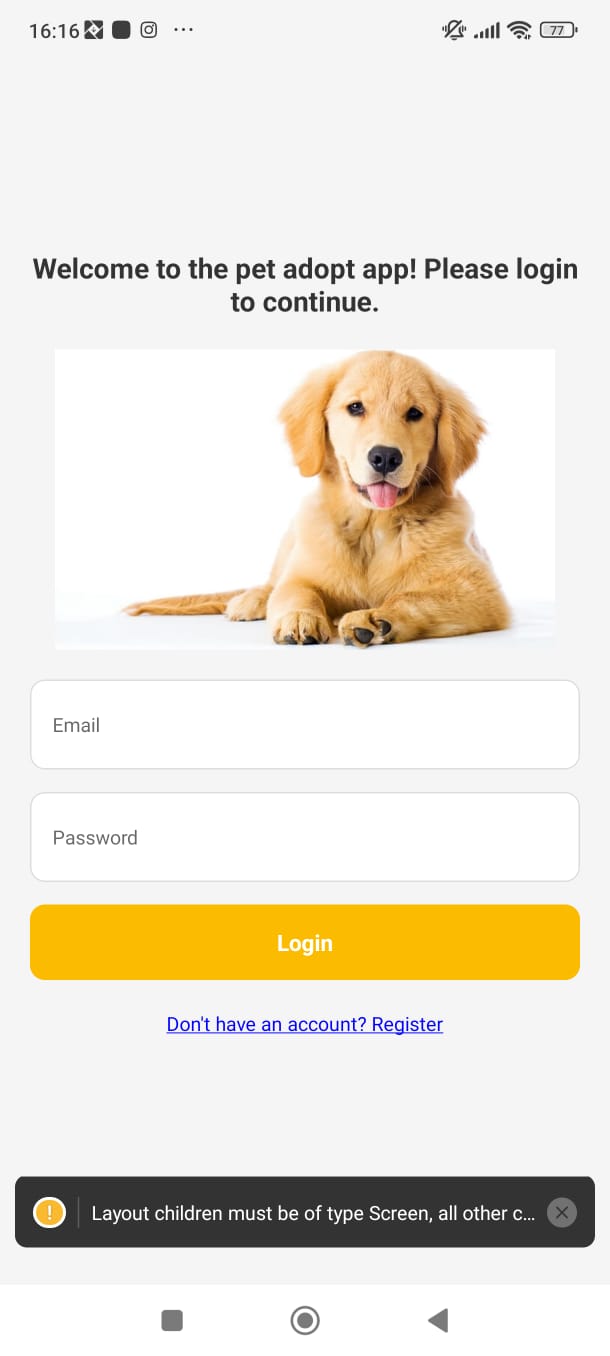 16:16
77
Welcome to the pet adopt app! Please login
to continue.
Email
Password
Login
Don't have an account? Register
! Layout children must be of type Screen, all other c...